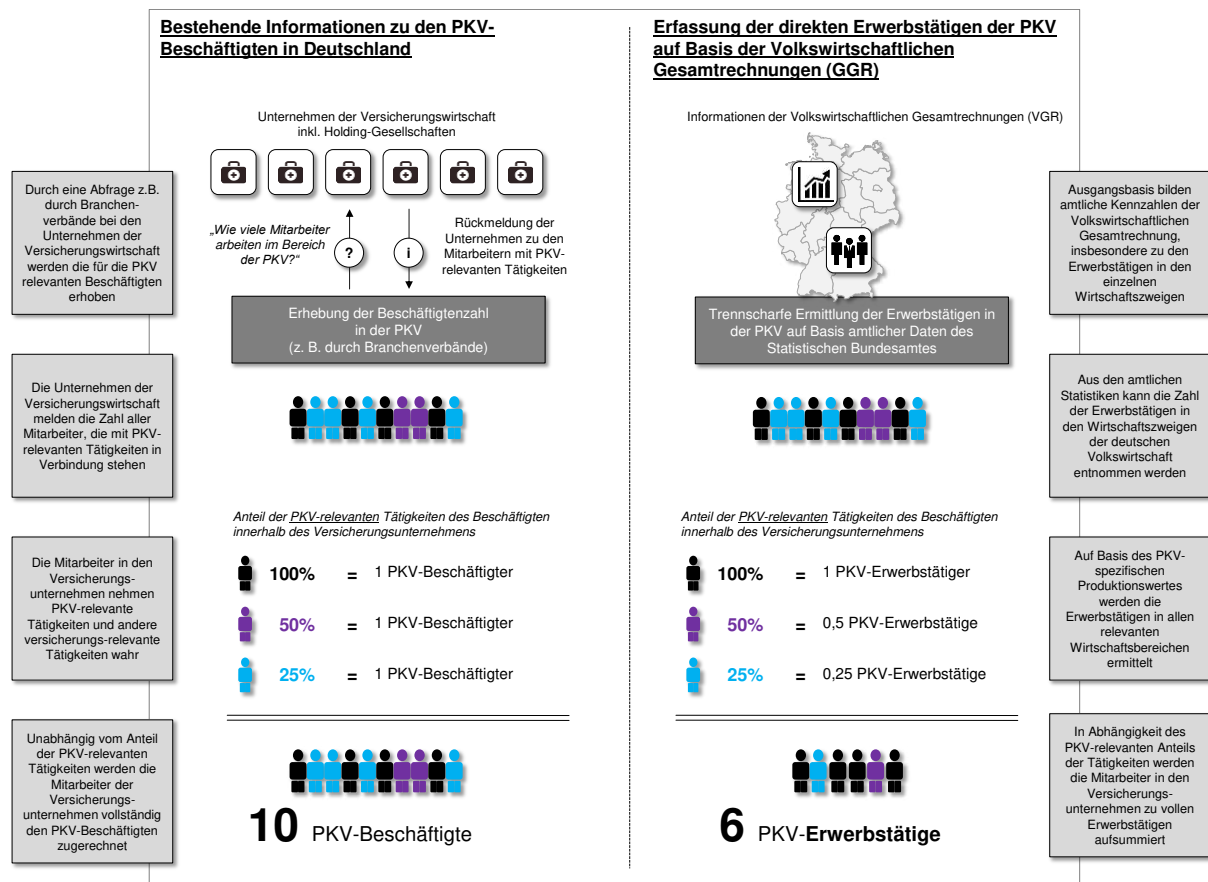 Bestehende Informationen zu den PKV-
Beschäftigten in Deutschland
Unternehmen der Versicherungswirtschaft
inkl. Holding-Gesellschaften
„Wie viele Mitarbeiter
arbeiten im Bereich
der PKV?“
?
i
Rückmeldung der
Unternehmen zu den
Mitarbeitern mit PKV-
relevanten Tätigkeiten
Erhebung der Beschäftigtenzahl
in der PKV
(z. B. durch Branchenverbände)
Anteil der PKV-relevanten Tätigkeiten des Beschäftigten
innerhalb des Versicherungsunternehmens
100% = 1 PKV-Beschäftigter
50% = 1 PKV-Beschäftigter
25% = 1 PKV-Beschäftigter
10 PKV-Beschäftigte
Durch eine Abfrage z.B.
durch Branchen-
verbände bei den
Unternehmen der
Versicherungswirtschaft
werden die für die PKV
relevanten Beschäftigten
erhoben
Die Unternehmen der
Versicherungswirtschaft
melden die Zahl aller
Mitarbeiter, die mit PKV-
relevanten Tätigkeiten in
Verbindung stehen
Die Mitarbeiter in den
Versicherungs-
unternehmen nehmen
PKV-relevante
Tätigkeiten und andere
versicherungs-relevante
Tätigkeiten wahr
Unabhängig vom Anteil
der PKV-relevanten
Tätigkeiten werden die
Mitarbeiter der
Versicherungs-
unternehmen vollständig
den PKV-Beschäftigten
zugerechnet
Erfassung der direkten Erwerbstätigen der PKV
auf Basis der Volkswirtschaftlichen
Gesamtrechnungen (GGR)
Informationen der Volkswirtschaftlichen Gesamtrechnungen (VGR)
Trennscharfe Ermittlung der Erwerbstätigen in
der PKV auf Basis amtlicher Daten des
Statistischen Bundesamtes
Anteil der PKV-relevanten Tätigkeiten des Beschäftigten
innerhalb des Versicherungsunternehmens
100% = 1 PKV-Erwerbstätiger
50% = 0,5 PKV-Erwerbstätige
25% = 0,25 PKV-Erwerbstätige
6 PKV-Erwerbstätige
Ausgangsbasis bilden
amtliche Kennzahlen der
Volkswirtschaftlichen
Gesamtrechnung,
insbesondere zu den
Erwerbstätigen in den
einzelnen
Wirtschaftszweigen
Aus den amtlichen
Statistiken kann die Zahl
der Erwerbstätigen in
den Wirtschaftszweigen
der deutschen
Volkswirtschaft
entnommen werden
Auf Basis des PKV-
spezifischen
Produktionswertes
werden die
Erwerbstätigen in allen
relevanten
Wirtschaftsbereichen
ermittelt
In Abhängigkeit des
PKV-relevanten Anteils
der Tätigkeiten werden
die Mitarbeiter in den
Versicherungs-
unternehmen zu vollen
Erwerbstätigen
aufsummiert